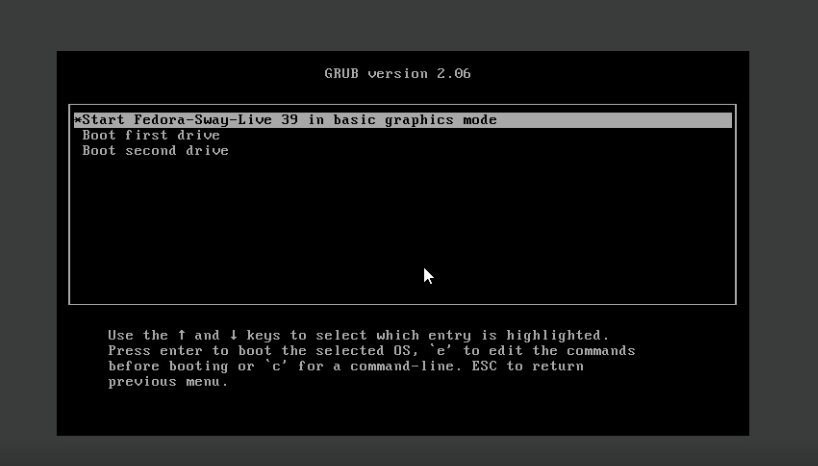 GRUB version 2.06
*Start Fedora-Sway-Live 39 in basic graphics mode
Boot first drive
Boot second drive
Use the ↑ and ↓ keys to select which entry is highlighted.
Press enter to boot the selected OS, `e' to edit the commands
before booting or `c' for a command-line. ESC to return
previous menu.